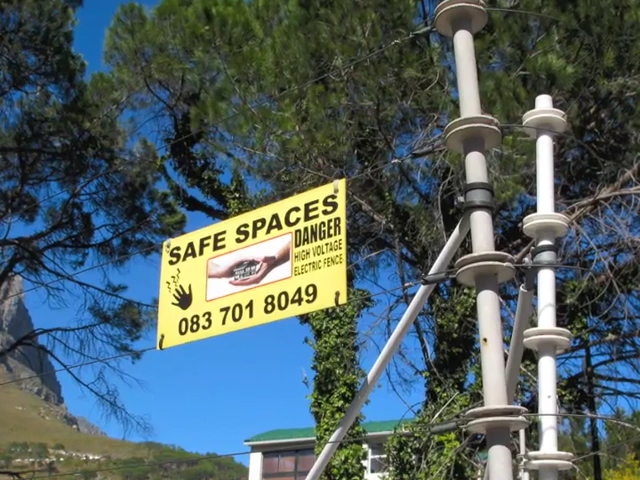 SAFE SPACES
DANGER
HIGH VOLTAGE
ELECTRIC FENCE
083 701 8049